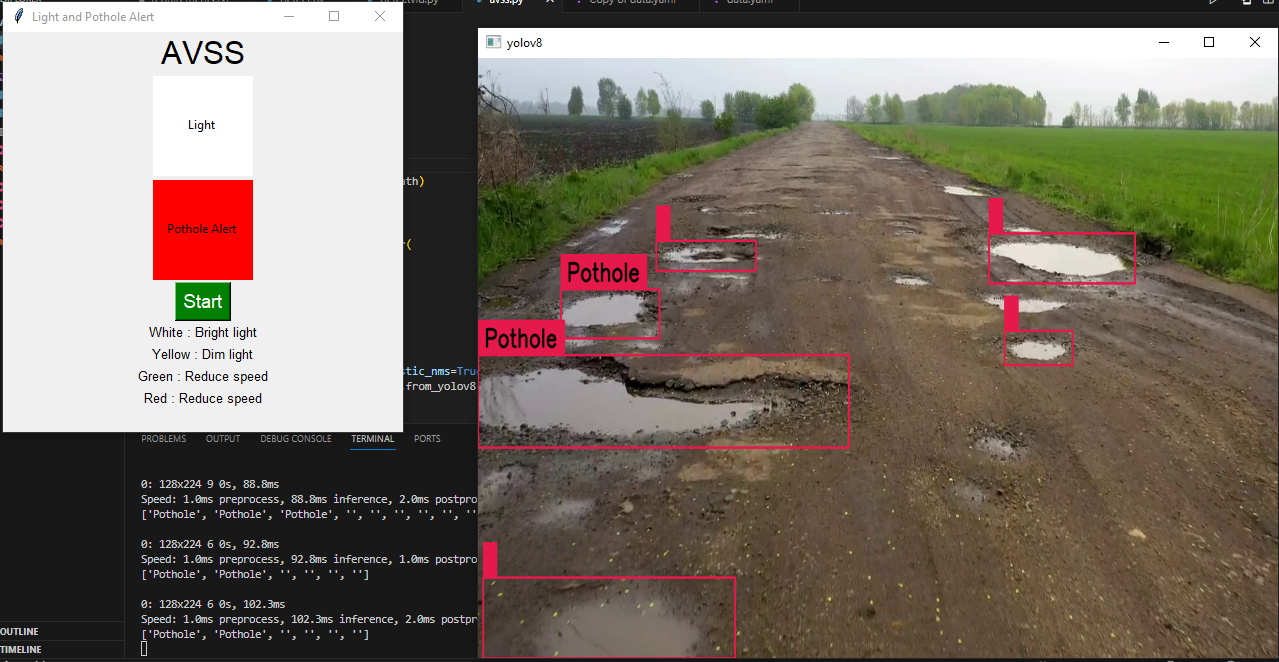 Light and Pothole Alert
AVSS
Light
Pothole Alert
Start
White : Bright light
Yellow : Dim light
Green : Reduce speed
Red : Reduce speed
avss.py
Copy of data.yaml
data.yaml
ath)
r(
stic_nms=True
.from_yolov8
PROBLEMS OUTPUT DEBUG CONSOLE TERMINAL PORTS
0: 128x224 9 0s, 88.8ms
Speed: 1.0ms preprocess, 88.8ms inference, 2.0ms postpro
['Pothole', 'Pothole', 'Pothole', '', '', '', '', '', ''
0: 128x224 6 0s, 92.8ms
Speed: 1.0ms preprocess, 92.8ms inference, 1.0ms postpro
['Pothole', 'Pothole', '', '', '', '']
0: 128x224 6 0s, 102.3ms
Speed: 1.0ms preprocess, 102.3ms inference, 2.0ms postpro
['Pothole', 'Pothole', '', '', '', '']
OUTLINE
TIMELINE
yolov8
Pothole
Pothole